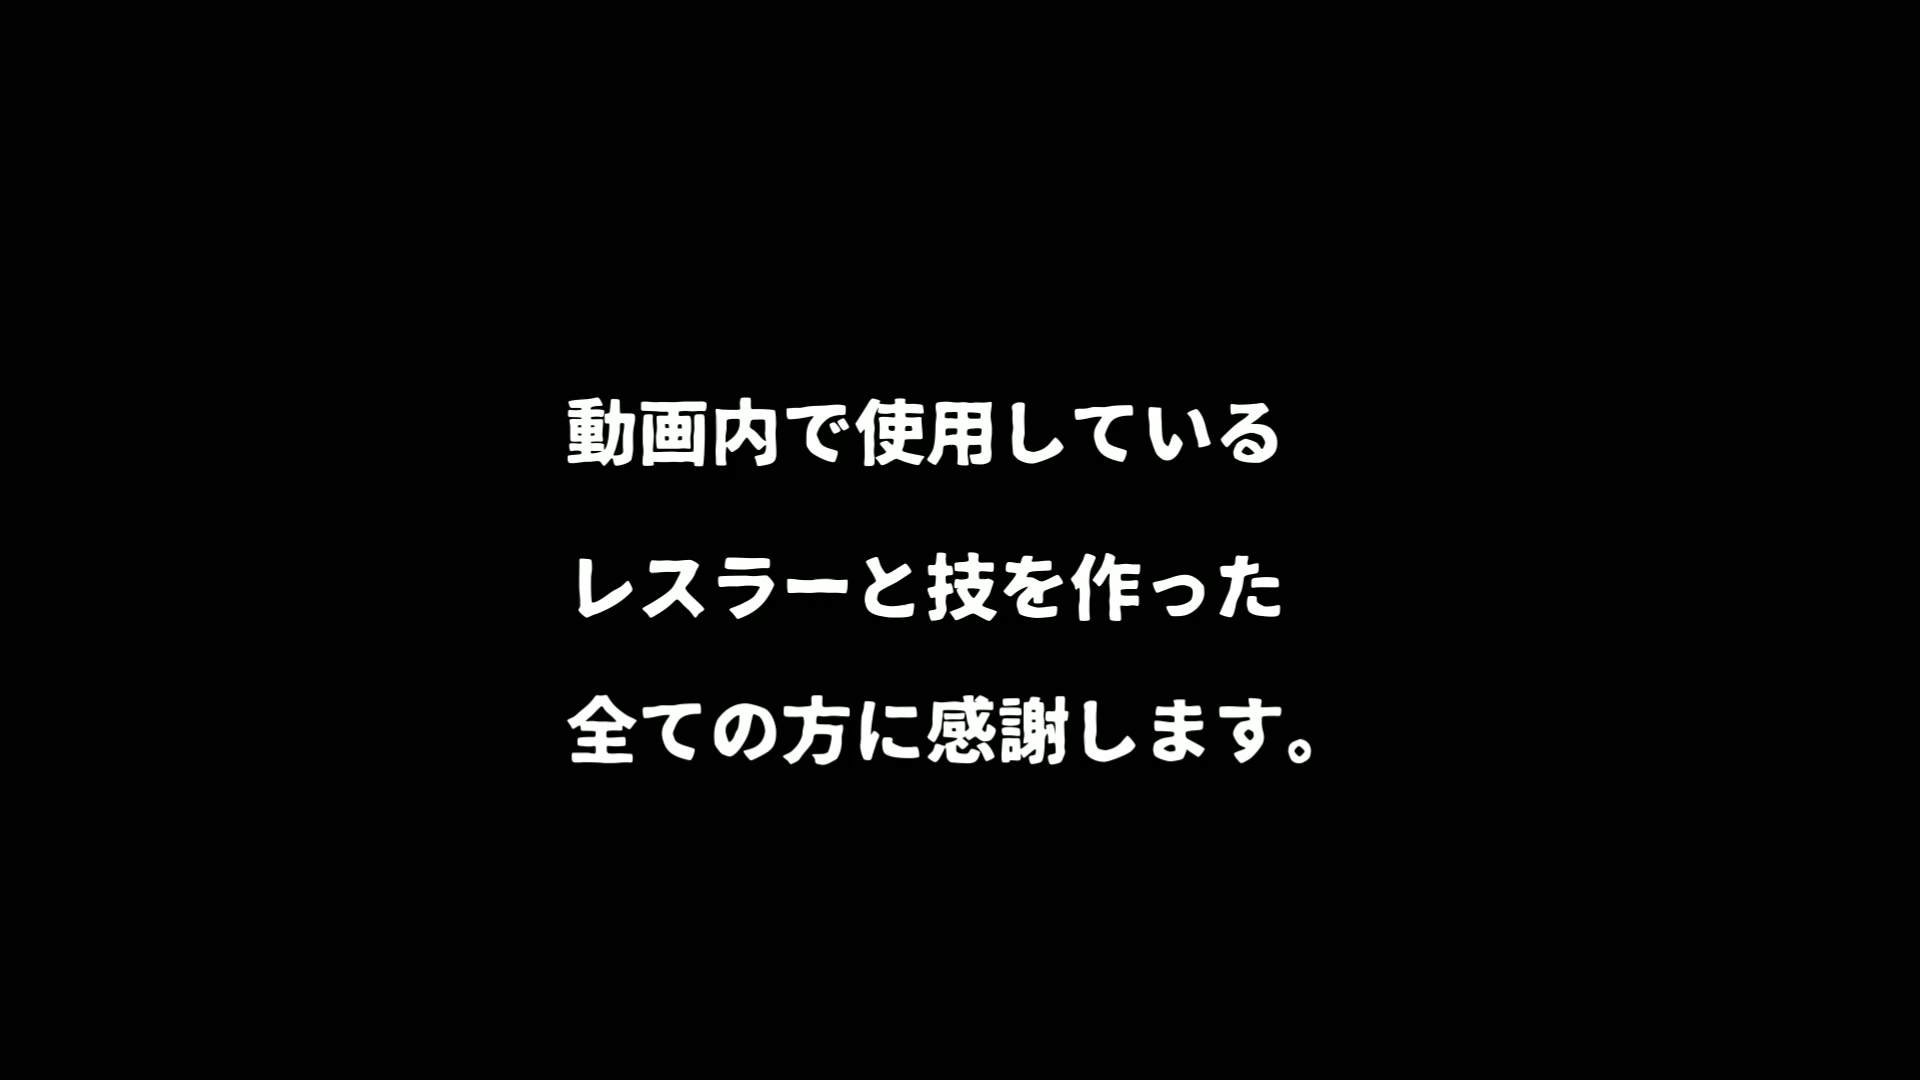 動画内で使用している
レスラーと技を作った
全ての方に感謝します。